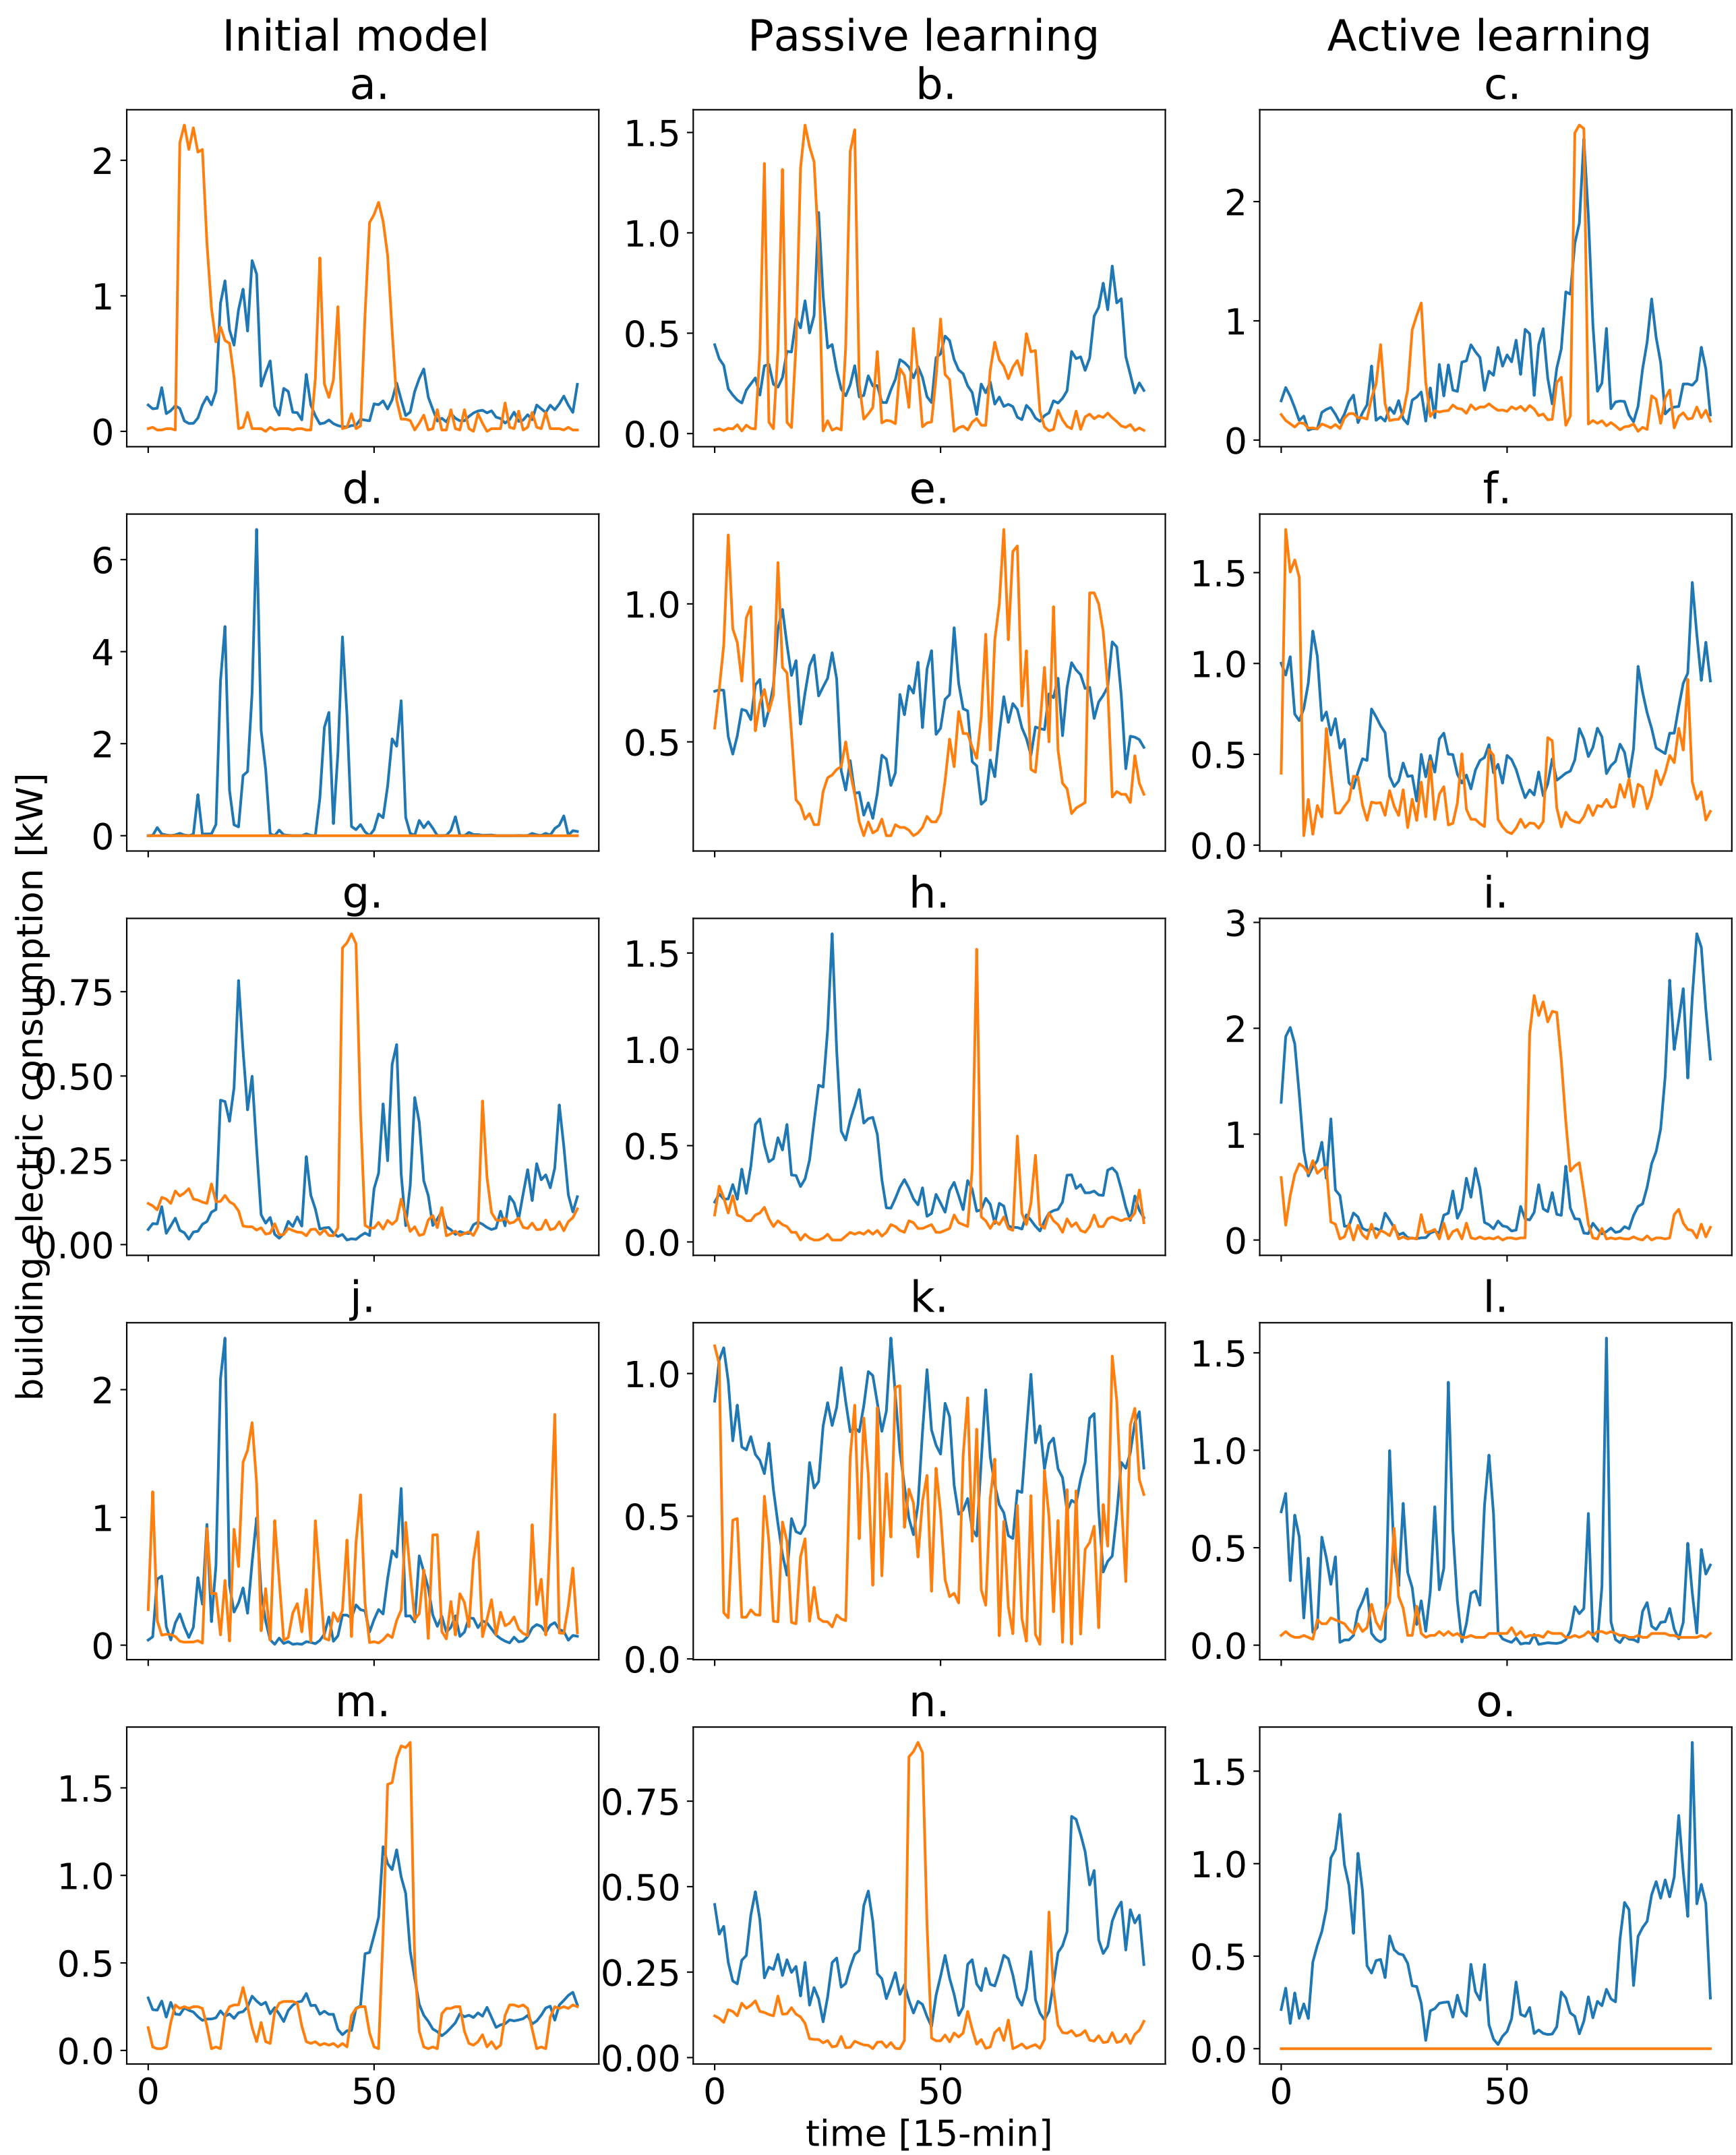 Initial model
Passive learning
Active learning
a.
b.
c.
2
1
0
1.5
1.0
0.5
0.0
2
1
0
d.
e.
f.
6
4
2
0
1.0
0.5
1.5
1.0
0.5
0.0
building electric consumption [kW]
g.
h.
i.
0.75
0.50
0.25
0.00
1.5
1.0
0.5
0.0
3
2
1
0
j.
k.
l.
2
1
0
1.0
0.5
0.0
1.5
1.0
0.5
0.0
m.
n.
o.
1.5
1.0
0.5
0.0
0.75
0.50
0.25
0.00
1.5
1.0
0.5
0.0
0 50
0 50
0 50
time [15-min]